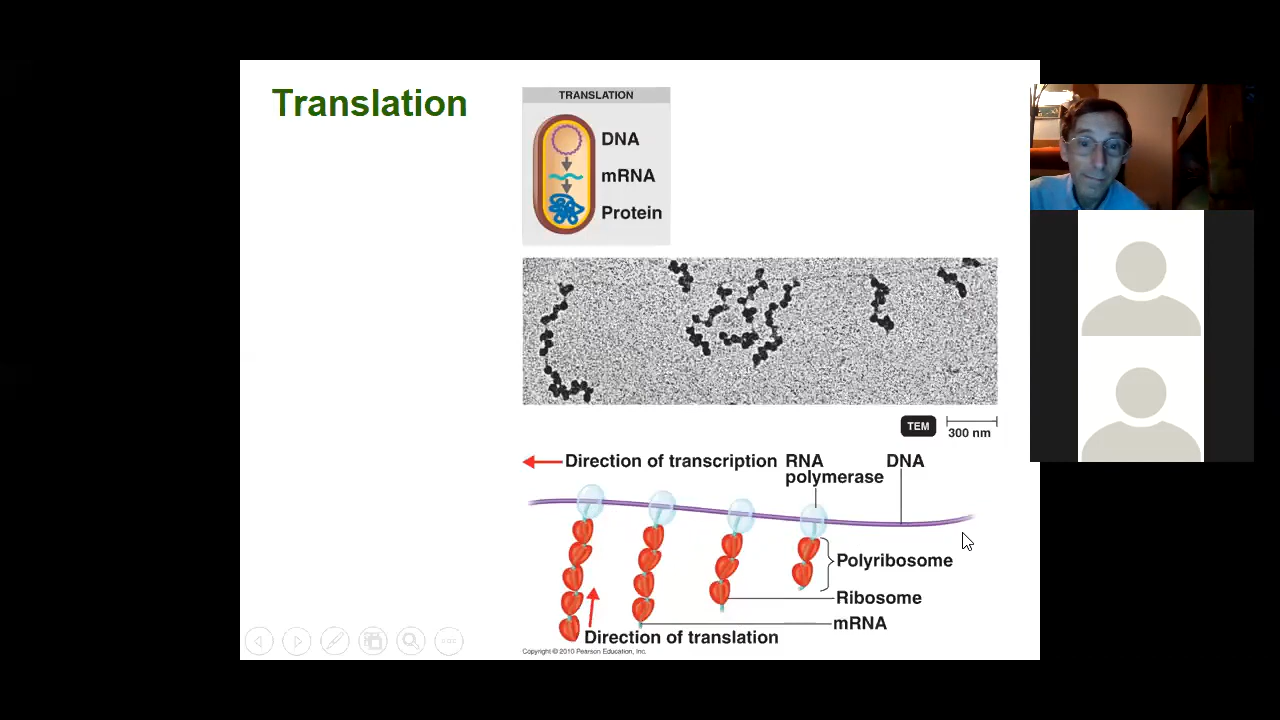 Translation
TRANSLATION
DNA
mRNA
Protein
TEM
300 nm
Direction of transcription
RNA
polymerase
DNA
Polyribosome
Ribosome
mRNA
Direction of translation
Copyright © 2010 Pearson Education, Inc.